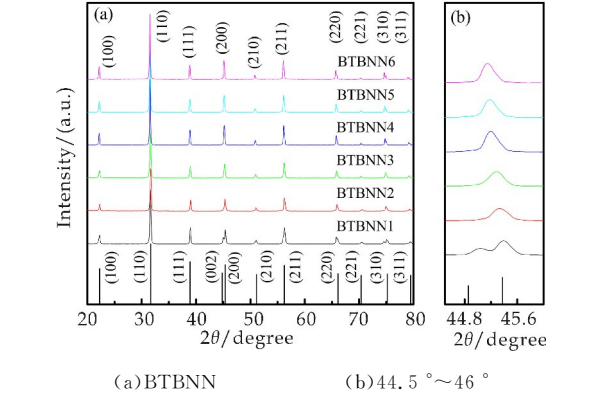 (a)
(b)
(100) (110) (111) (200) (210) (211) (220) (221) (310) (311)
BTBNN6
BTBNN5
BTBNN4
BTBNN3
BTBNN2
BTBNN1
Intensity/(a.u.)
(100) (110) (111) (002) (200) (210) (211) (220) (221) (310) (311)
20 30 40 50 60 70 80
44.8 45.6
2θ/degree
2θ/degree
(a)BTBNN
(b)44.5°~46°